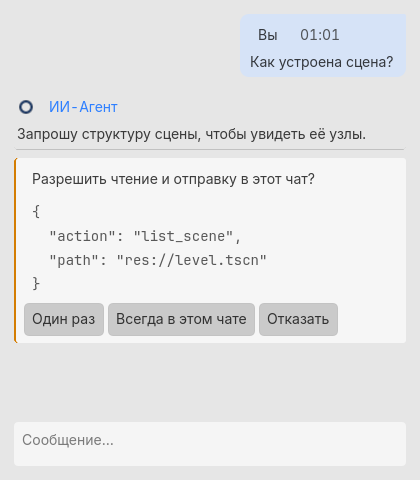 Вы 01:01
Как устроена сцена?
ИИ-Агент
Запрошу структуру сцены, чтобы увидеть её узлы.
Разрешить чтение и отправку в этот чат?
{
"action": "list_scene",
"path": "res://level.tscn"
}
Один раз Всегда в этом чате Отказать
Сообщение...